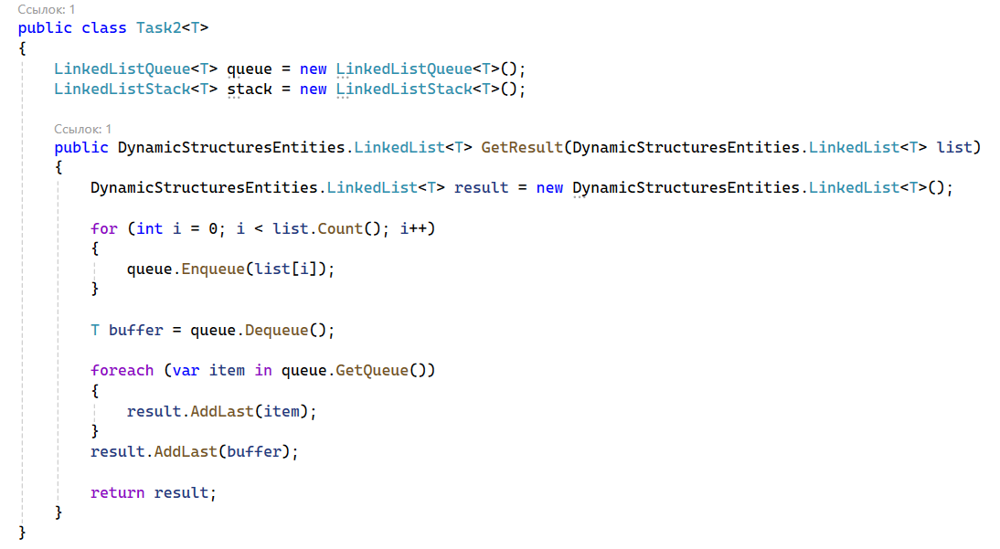 Ссылок: 1
public class Task2<T>
{
    LinkedListQueue<T> queue = new LinkedListQueue<T>();
    LinkedListStack<T> stack = new LinkedListStack<T>();
    Ссылок: 1
    public DynamicStructuresEntities.LinkedList<T> GetResult(DynamicStructuresEntities.LinkedList<T> list)
    {
        DynamicStructuresEntities.LinkedList<T> result = new DynamicStructuresEntities.LinkedList<T>();
        for (int i = 0; i < list.Count(); i++)
        {
            queue.Enqueue(list[i]);
        }
        T buffer = queue.Dequeue();
        foreach (var item in queue.GetQueue())
        {
            result.AddLast(item);
        }
        result.AddLast(buffer);
        return result;
    }
}